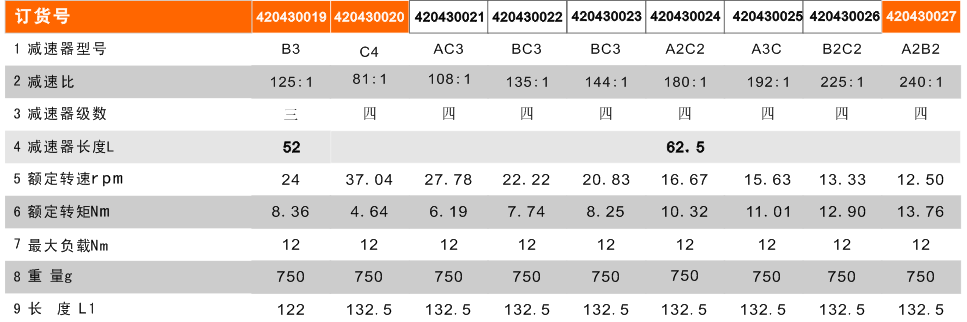 订货号 420430019 420430020 420430021 420430022 420430023 420430024 420430025 420430026 420430027
1 减速器型号 B3 C4 AC3 BC3 BC3 A2C2 A3C B2C2 A2B2
2 减速比 125:1 81:1 108:1 135:1 144:1 180:1 192:1 225:1 240:1
3 减速器级数 三 四 四 四 四 四 四 四 四
4 减速器长度L 52 62.5
5 额定转速rpm 24 37.04 27.78 22.22 20.83 16.67 15.63 13.33 12.50
6 额定转矩Nm 8.36 4.64 6.19 7.74 8.25 10.32 11.01 12.90 13.76
7 最大负载Nm 12 12 12 12 12 12 12 12 12
8 重 量g 750 750 750 750 750 750 750 750 750
9 长 度 L1 122 132.5 132.5 132.5 132.5 132.5 132.5 132.5 132.5